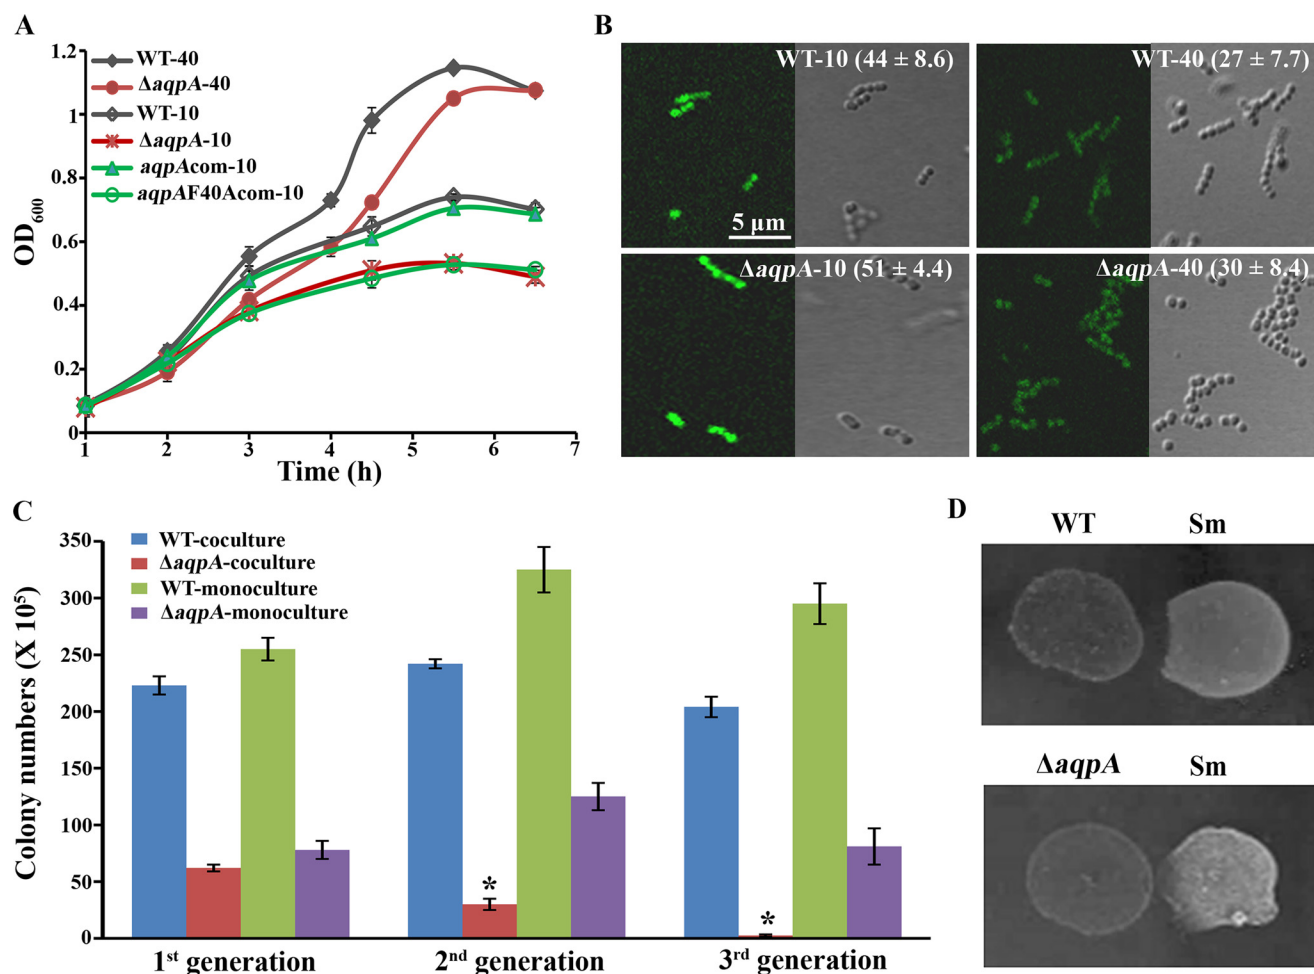 A
1.2
1
0.8
0.6
0.4
0.2
0
OD600
WT-40
ΔaqpA-40
WT-10
ΔaqpA-10
aqpAcom-10
aqpAF40Acom-10
1 2 3 4 5 6 7
Time (h)
B
WT-10 (44 ± 8.6)
WT-40 (27 ± 7.7)
5 µm
ΔaqpA-10 (51 ± 4.4)
ΔaqpA-40 (30 ± 8.4)
C
350
300
250
200
150
100
50
0
Colony numbers (X 10⁵)
WT-coculture
ΔaqpA-coculture
WT-monoculture
ΔaqpA-monoculture
*
*
1st generation
2nd generation
3rd generation
D
WT Sm
ΔaqpA Sm